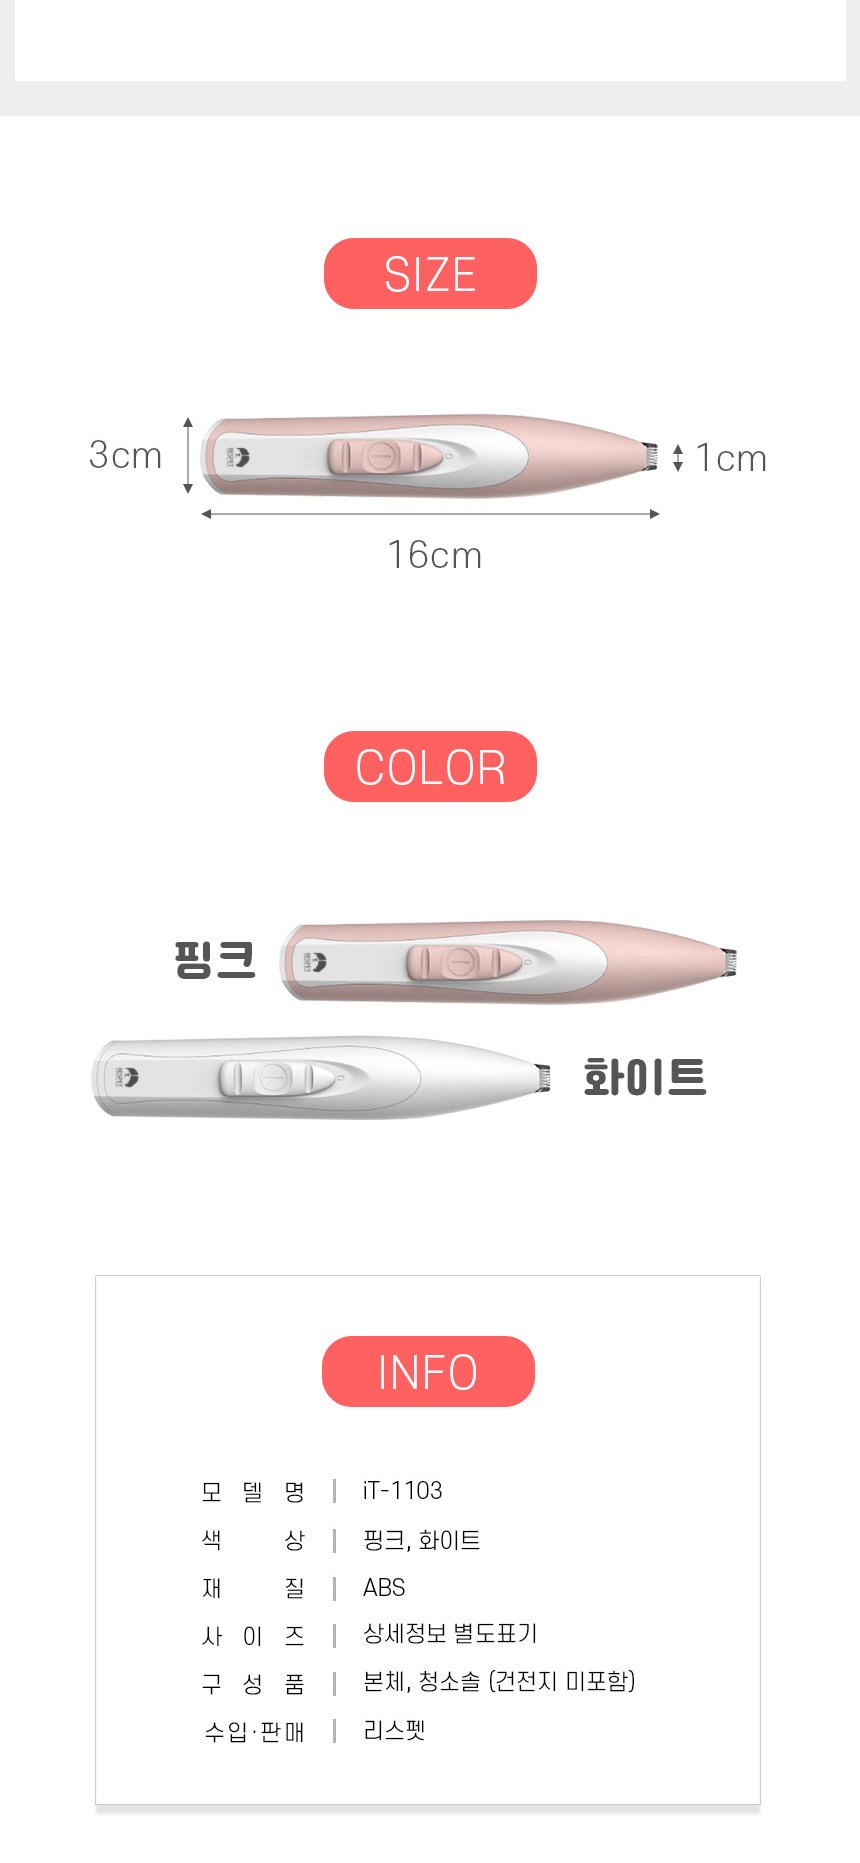 SIZE
3cm
RESPET
1cm
16cm
COLOR
핑크
RESPET
RESPET
화이트
INFO
모델명 | iT-1103
색상 | 핑크, 화이트
재질 | ABS
사이즈 | 상세정보 별도표기
구성품 | 본체, 청소솔 (건전지 미포함)
수입·판매 | 리스펫